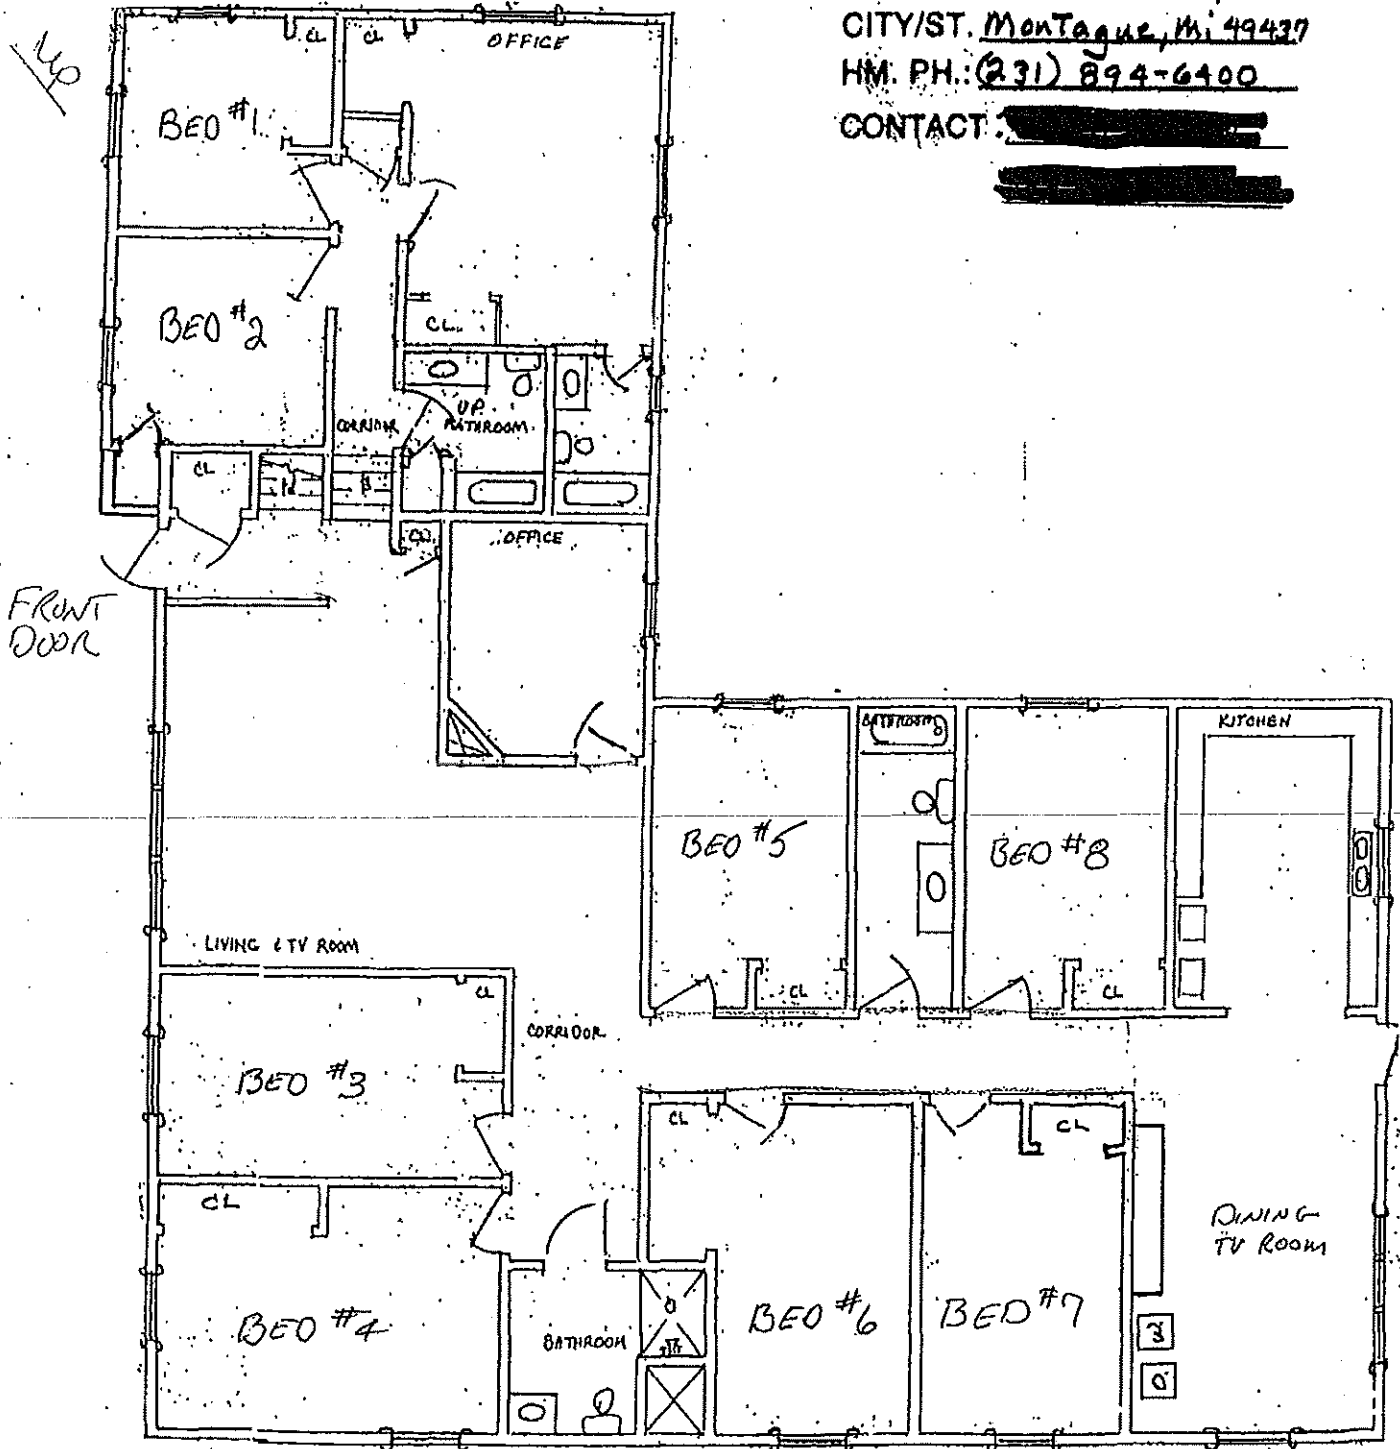 CITY/ST. Montague, Mi 49437
HM. PH.: (231) 894-6400
CONTACT:
up
CL
CL
OFFICE
BED #1
BED #2
CL
CORRIDOR
UP
BATHROOM
CL
OFFICE
FRONT
DOOR
BATHROOM
KITCHEN
BED #5
BED #8
LIVING & TV ROOM
CL
CL
CL
CORRIDOR
BED #3
CL
CL
CL
DINING
TV ROOM
BED #4
BATHROOM
BED #6
BED #7